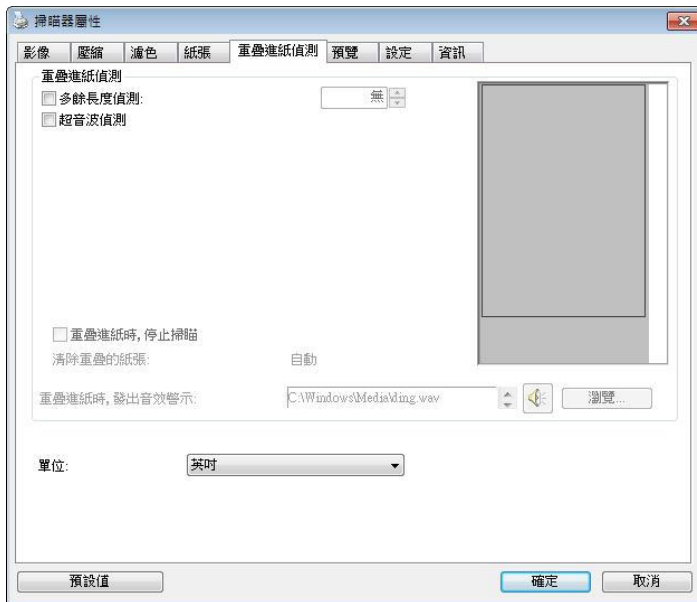 掃瞄器屬性
影像 壓縮 濾色 紙張 重疊進紙偵測 預覽 設定 資訊
重疊進紙偵測
多餘長度偵測: 無
超音波偵測
重疊進紙時, 停止掃瞄
清除重疊的紙張: 自動
重疊進紙時, 發出音效警示: C:\Windows\Media\ding.wav 瀏覽...
單位: 英吋
預設值 確定 取消